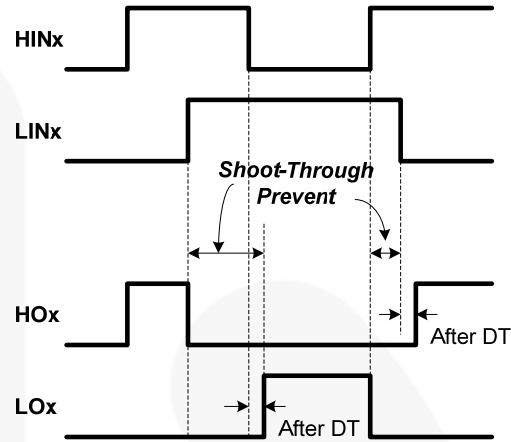 HINx
LINx
Shoot-Through
Prevent
HOx
After DT
LOx
After DT